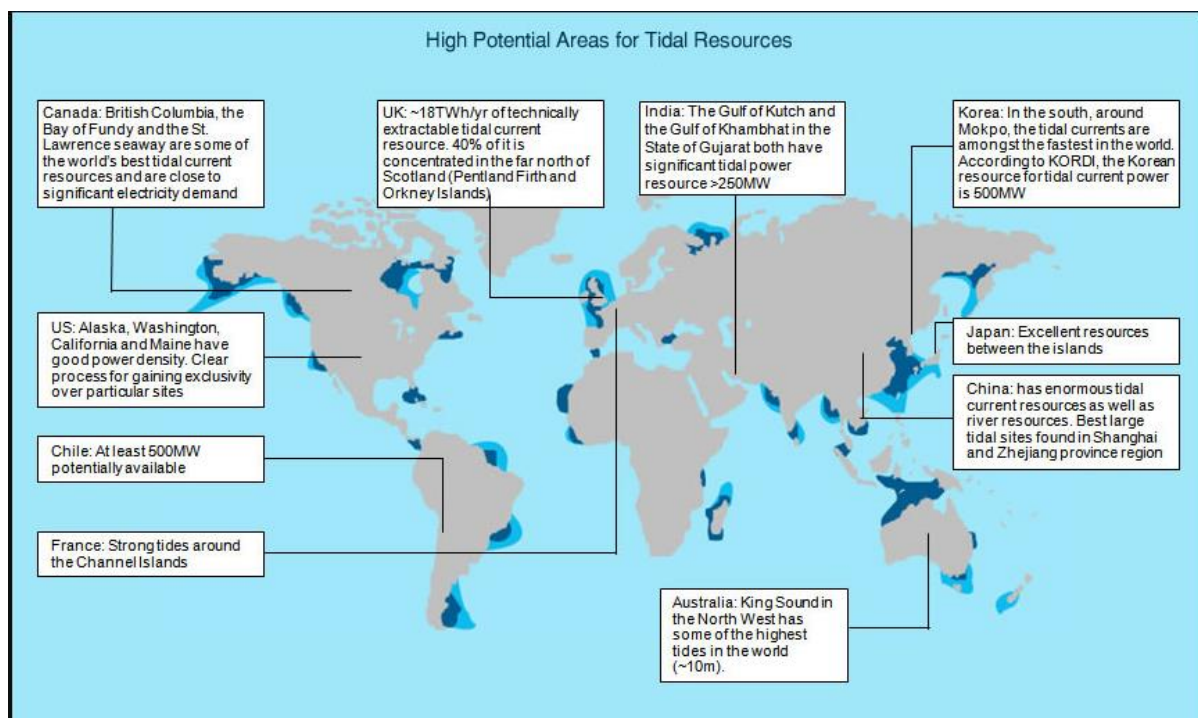 High Potential Areas for Tidal Resources
Canada: British Columbia, the
Bay of Fundy and the St.
Lawrence seaway are some of
the world's best tidal current
resources and are close to
significant electricity demand
UK: ~18TWh/yr of technically
extractable tidal current
resource. 40% of it is
concentrated in the far north of
Scotland (Pentland Firth and
Orkney Islands)
India: The Gulf of Kutch and
the Gulf of Khambhat in the
State of Gujarat both have
significant tidal power
resource >250MW
Korea: In the south, around
Mokpo, the tidal currents are
amongst the fastest in the world.
According to KORDI, the Korean
resource for tidal current power
is 500MW
US: Alaska, Washington,
California and Maine have
good power density. Clear
process for gaining exclusivity
over particular sites
Japan: Excellent resources
between the islands
China: has enormous tidal
current resources as well as
river resources. Best large
tidal sites found in Shanghai
and Zhejiang province region
Chile: At least 500MW
potentially available
France: Strong tides around
the Channel Islands
Australia: King Sound in
the North West has
some of the highest
tides in the world
(~10m).